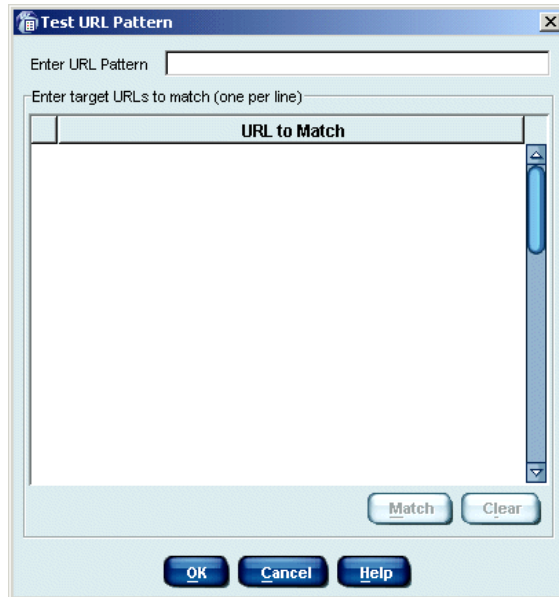 Test URL Pattern
Enter URL Pattern
Enter target URLs to match (one per line)
URL to Match
Match Clear
OK Cancel Help